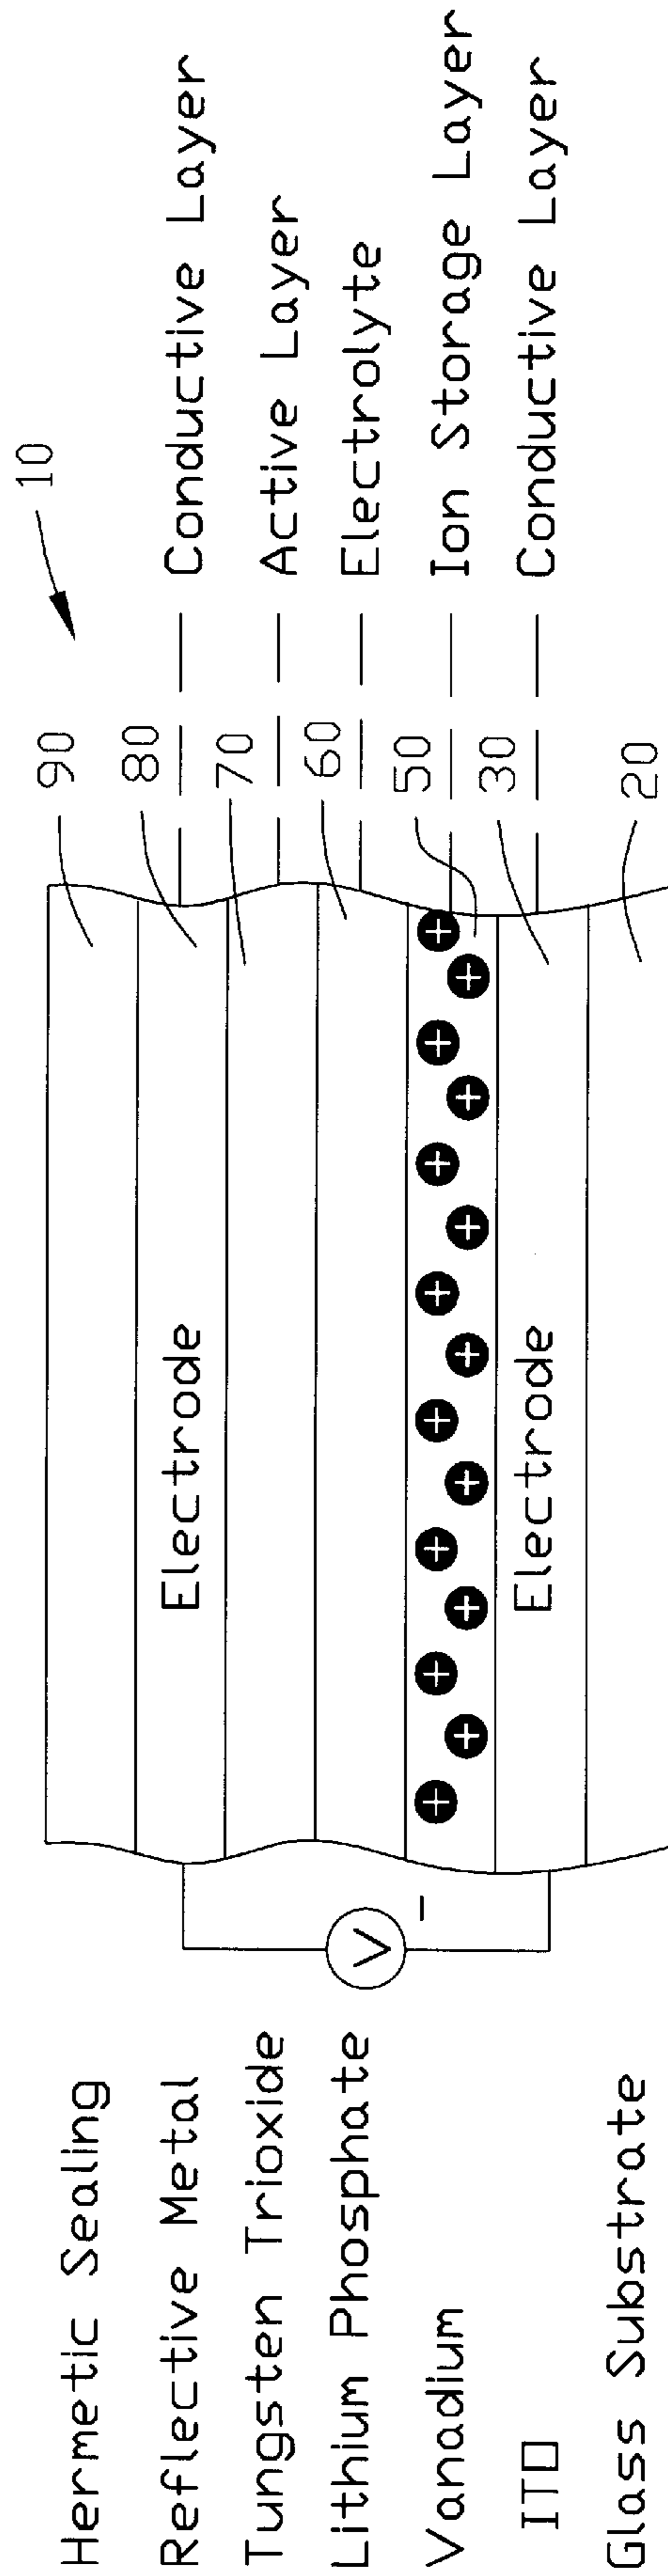 10
Hermetic Sealing
90
Reflective Metal
Electrode
80
Conductive Layer
Tungsten Trioxide
70
Active Layer
Lithium Phosphate
V
60
Electrolyte
-
Vanadium
+ + + + + + + + + + + + + + +
50
Ion Storage Layer
ITO
Electrode
30
Conductive Layer
Glass Substrate
20